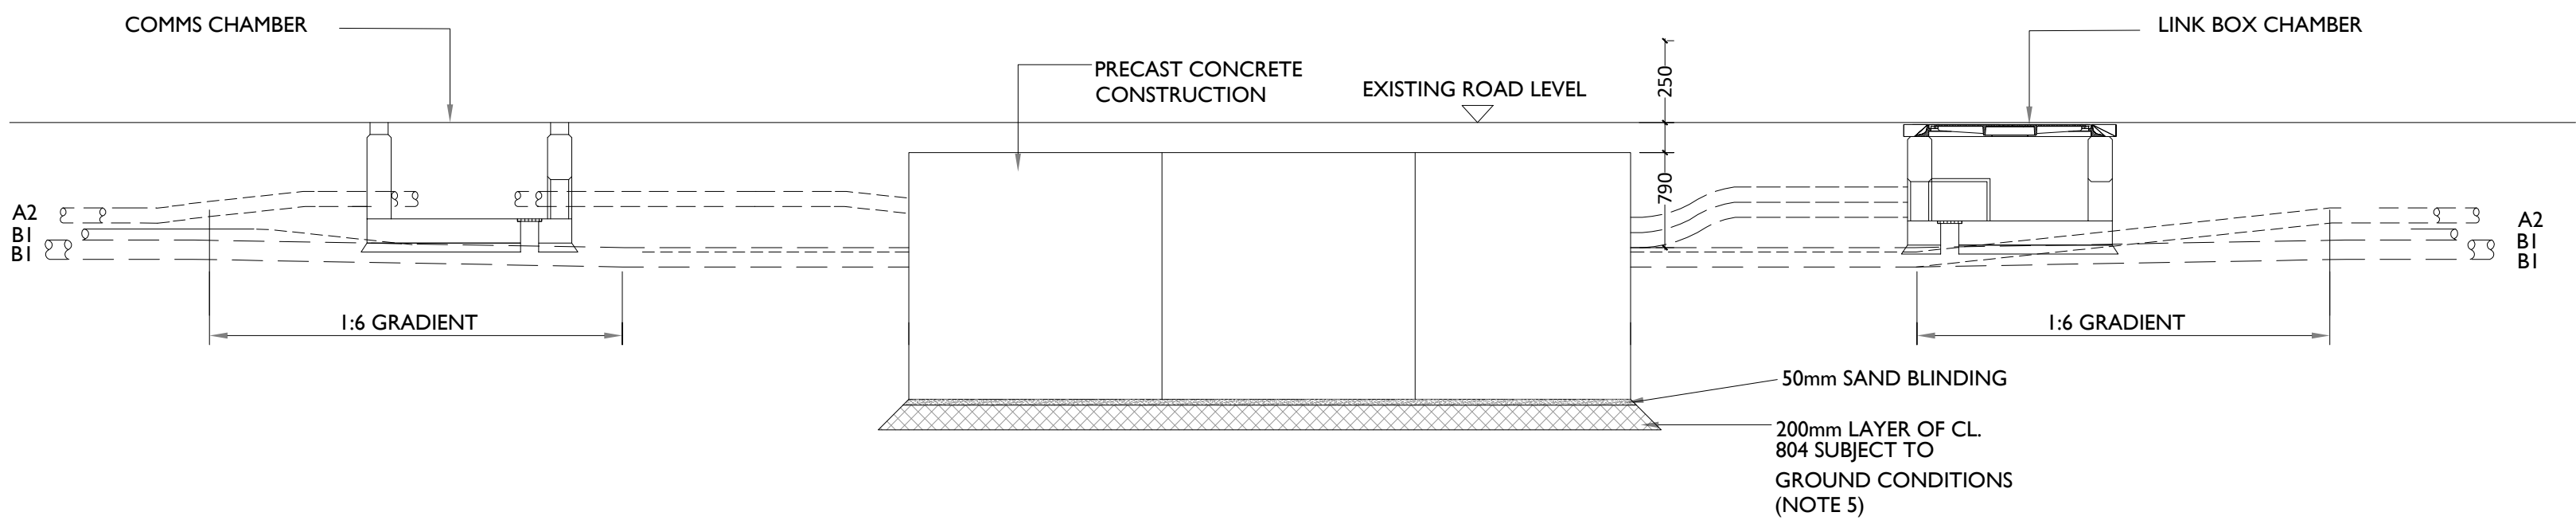 COMMS CHAMBER
LINK BOX CHAMBER
PRECAST CONCRETE
CONSTRUCTION
EXISTING ROAD LEVEL
250
790
A2
B1
B1
A2
B1
B1
1:6 GRADIENT
1:6 GRADIENT
50mm SAND BLINDING
200mm LAYER OF CL.
804 SUBJECT TO
GROUND CONDITIONS
(NOTE 5)